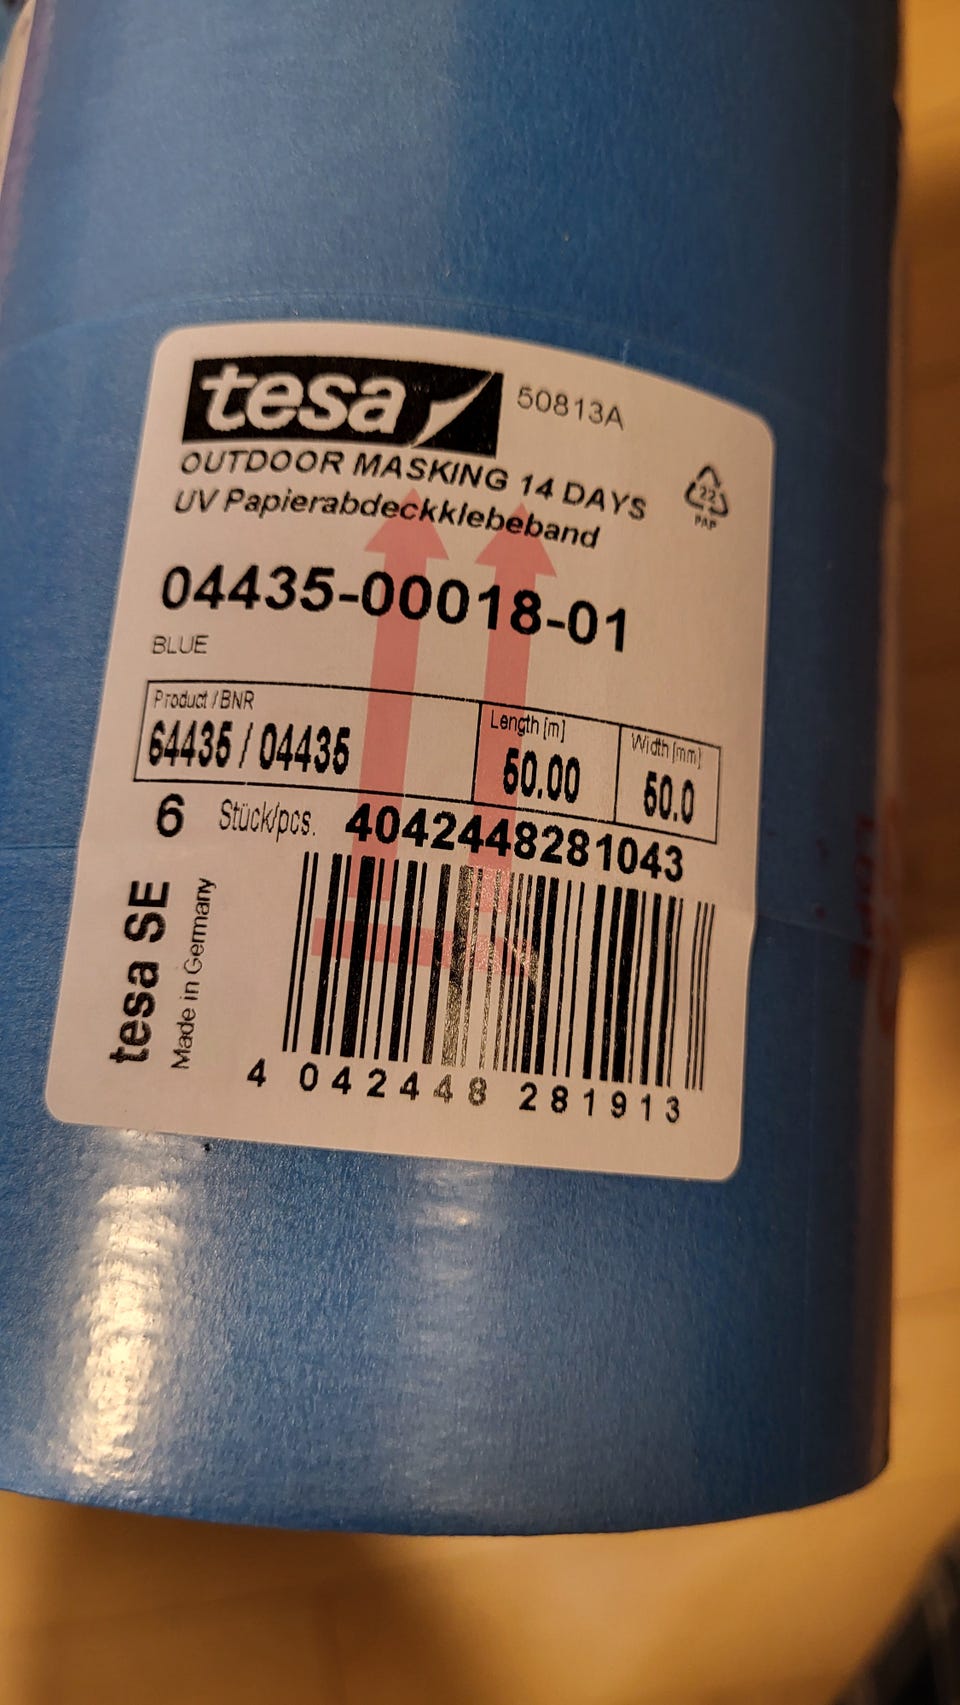 tesa
50813A
OUTDOOR MASKING 14 DAYS
UV Papierabdeckklebeband
22
PAP
04435-00018-01
BLUE
Product / BNR
64435 / 04435
Length [m]
50.00
Width [mm]
50.0
6 Stück/pcs. 4042448281043
tesa SE
Made in Germany
4 042448 281913